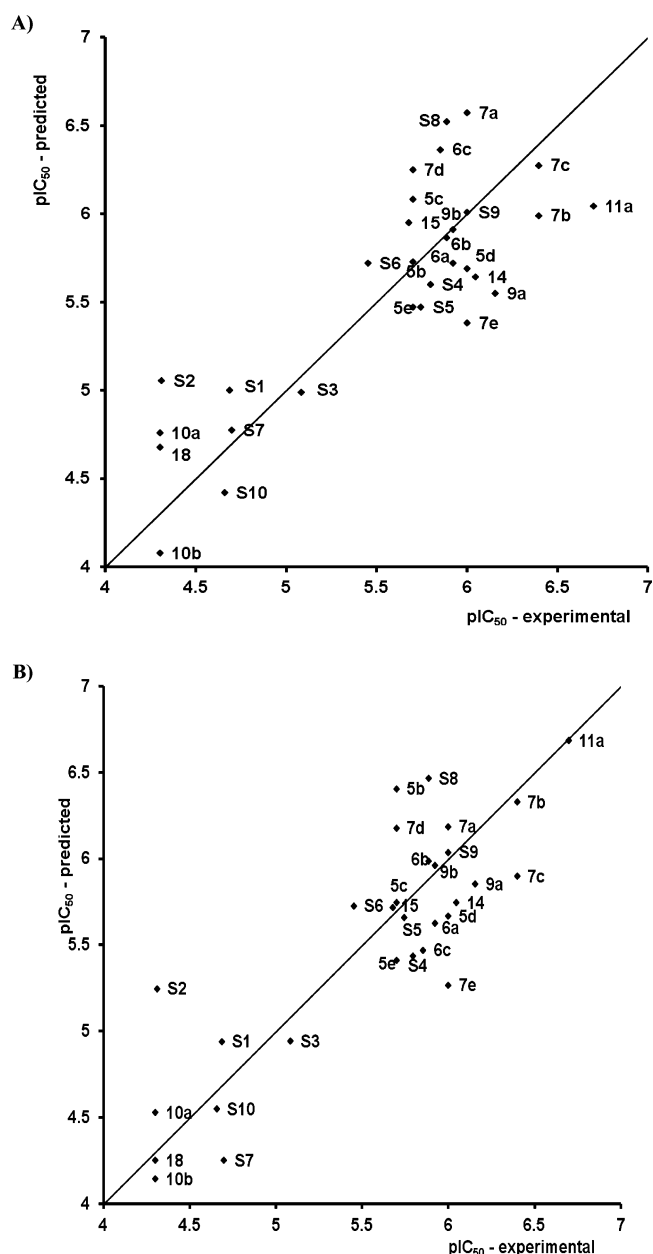 A)
7
6.5
6
5.5
5
4.5
4
4
4.5
5
5.5
6
6.5
7
pIC50 - predicted
pIC50 - experimental
S8
7a
6c
7d
7c
5c
11a
9b
S9
7b
15
6b
S6
6a
5d
5b
14
S4
9a
5e
S5
7e
S2
S1
S3
10a
S7
18
S10
10b
B)
7
6.5
6
5.5
5
4.5
4
4
4.5
5
5.5
6
6.5
7
pIC50 - predicted
pIC50 - experimental
11a
S8
5b
7b
7d
7a
S9
6b
9b
7c
5c
9a
S6
15
14
S5
5d
6a
6c
5e
S4
7e
S2
S1
S3
10a
S10
18
S7
10b